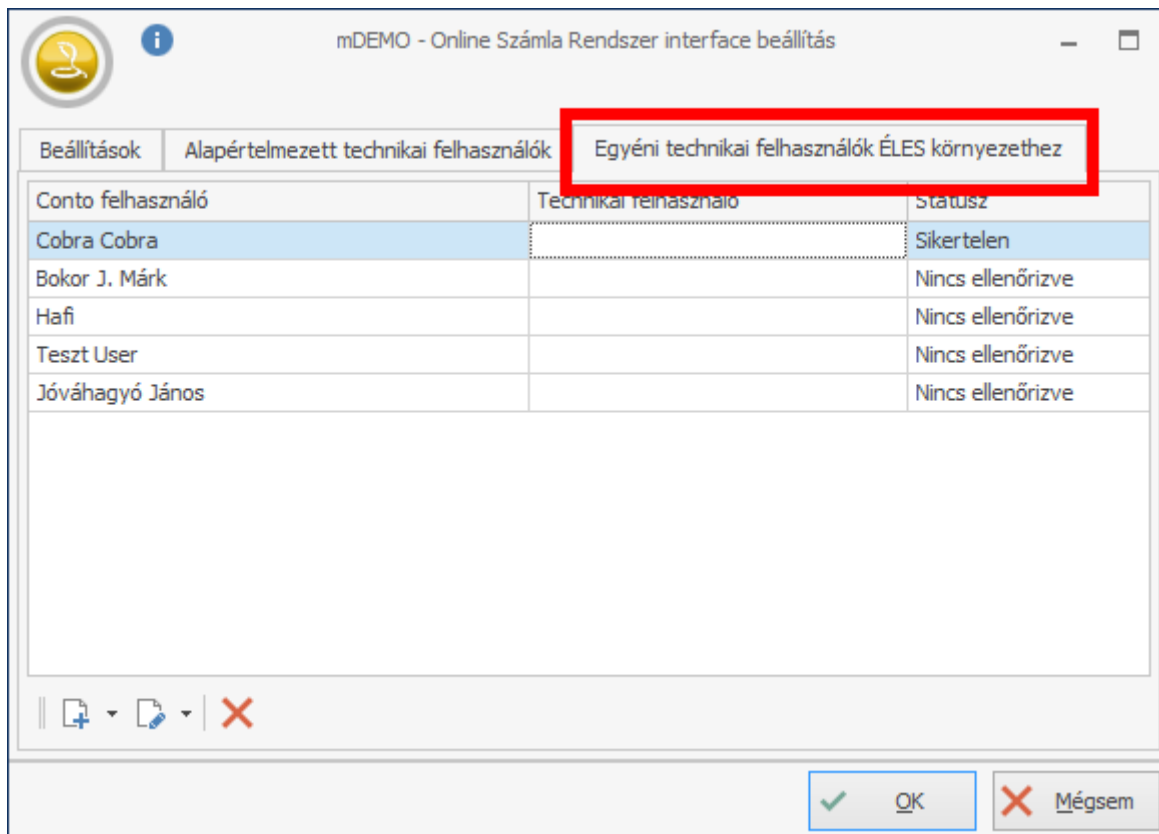 mDEMO - Online Számla Rendszer interface beállítás
Beállítások Alapértelmezett technikai felhasználók Egyéni technikai felhasználók ÉLES környezethez
Conto felhasználó Technikai felhasználó Státusz
Cobra Cobra Sikertelen
Bokor J. Márk Nincs ellenőrizve
Hafi Nincs ellenőrizve
Teszt User Nincs ellenőrizve
Jóváhagyó János Nincs ellenőrizve
OK Mégsem